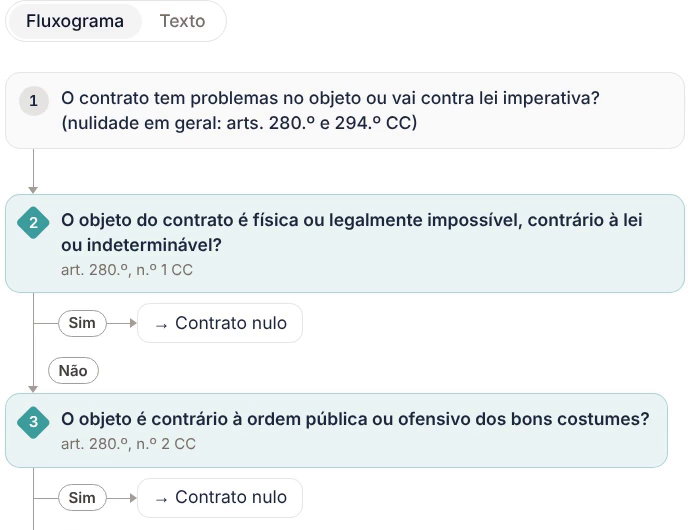 Fluxograma Texto
1 O contrato tem problemas no objeto ou vai contra lei imperativa?
(nulidade em geral: arts. 280.º e 294.º CC)
2 O objeto do contrato é física ou legalmente impossível, contrário à lei
ou indeterminável?
art. 280.º, n.º 1 CC
Sim → Contrato nulo
Não
3 O objeto é contrário à ordem pública ou ofensivo dos bons costumes?
art. 280.º, n.º 2 CC
Sim → Contrato nulo